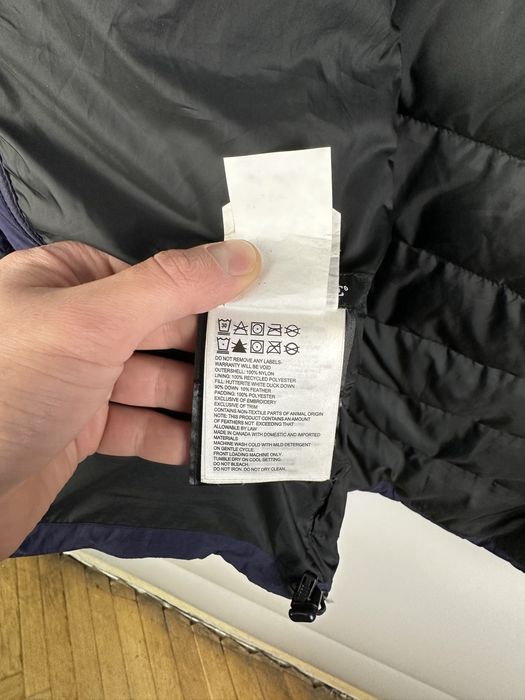 30
DO NOT REMOVE ANY LABELS-
WARRANTY WILL BE VOID
OUTERSHELL: 100% NYLON
LINING: 100% RECYCLED POLYESTER
FILL: HUTTERITE WHITE DUCK DOWN
90% DOWN 10% FEATHER
PADDING: 100% POLYESTER
EXCLUSIVE OF EMBROIDERY
EXCLUSIVE OF TRIM
CONTAINS NON-TEXTILE PARTS OF ANIMAL ORIGIN
NOTE: THIS PRODUCT CONTAINS AN AMOUNT
OF FEATHERS NOT EXCEEDING THAT
ALLOWABLE BY LAW
MADE IN CANADA WITH DOMESTIC AND IMPORTED
MATERIALS
MACHINE WASH COLD WITH MILD DETERGENT
ON GENTLE CYCLE.
FRONT LOADING MACHINE ONLY.
TUMBLE DRY ON COOL SETTING.
DO NOT BLEACH.
DO NOT IRON. DO NOT DRY CLEAN.